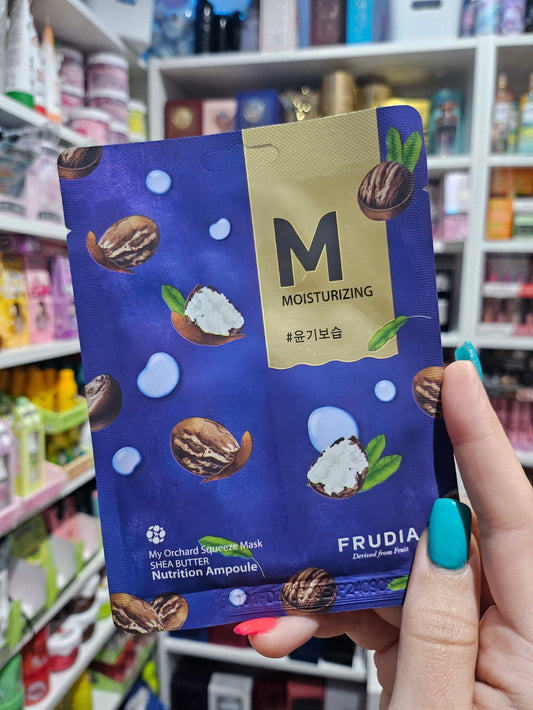 M
MOISTURIZING
#윤기보습
My Orchard Squeeze Mask
SHEA BUTTER
Nutrition Ampoule
FRUDIA
Derived from Fruit